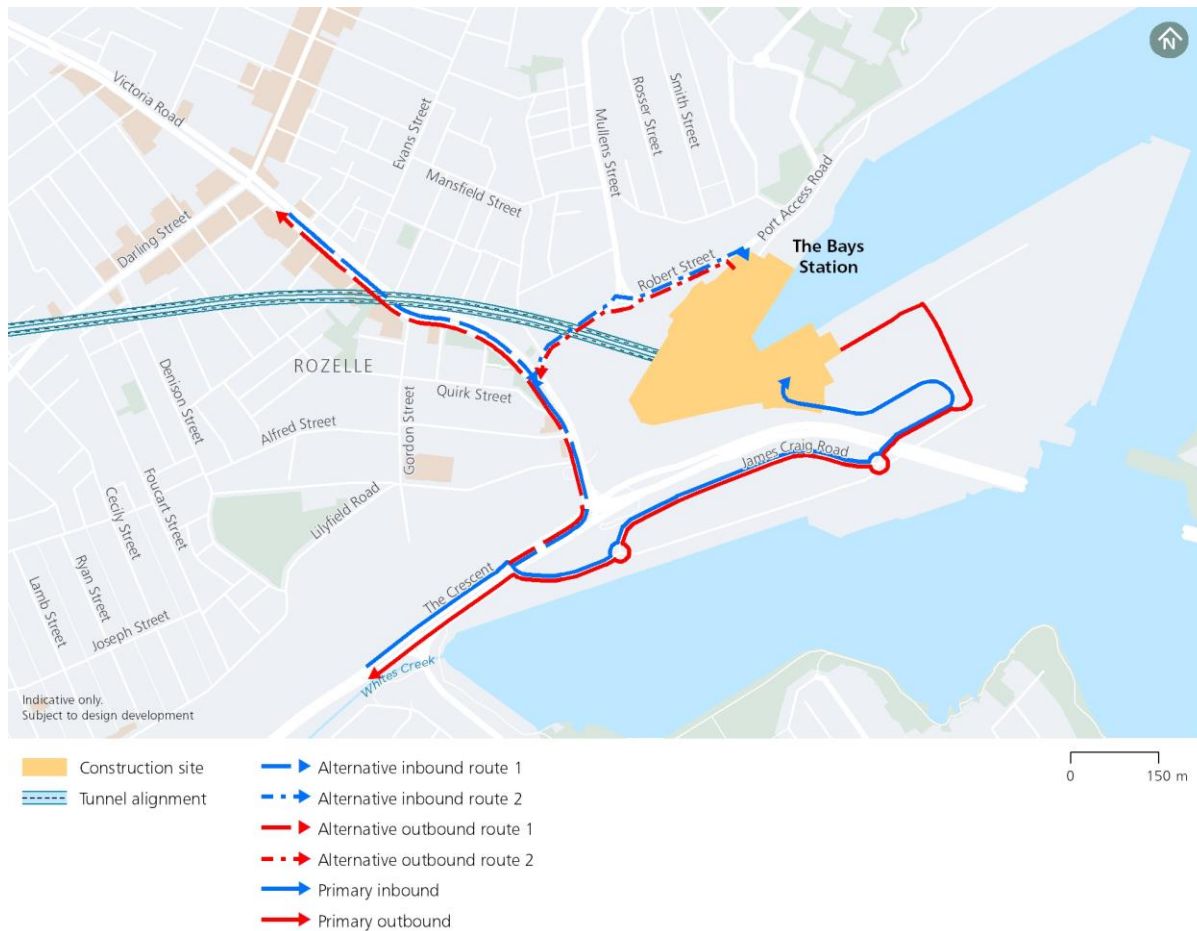 N
Victoria Road
Evans Street
Smith Street
Rosser Street
Mullens Street
Mansfield Street
Port Access Road
Darling Street
The Bays
Station
Robert Street
ROZELLE
Denison Street
Quirk Street
Gordon Street
Alfred Street
James Craig Road
Foucart Street
Cecily Street
Lilyfield Road
Ryan Street
Lamb Street
The Crescent
Joseph Street
Whites Creek
Indicative only.
Subject to design development
Construction site
Tunnel alignment
Alternative inbound route 1
Alternative inbound route 2
Alternative outbound route 1
Alternative outbound route 2
Primary inbound
Primary outbound
0 150 m